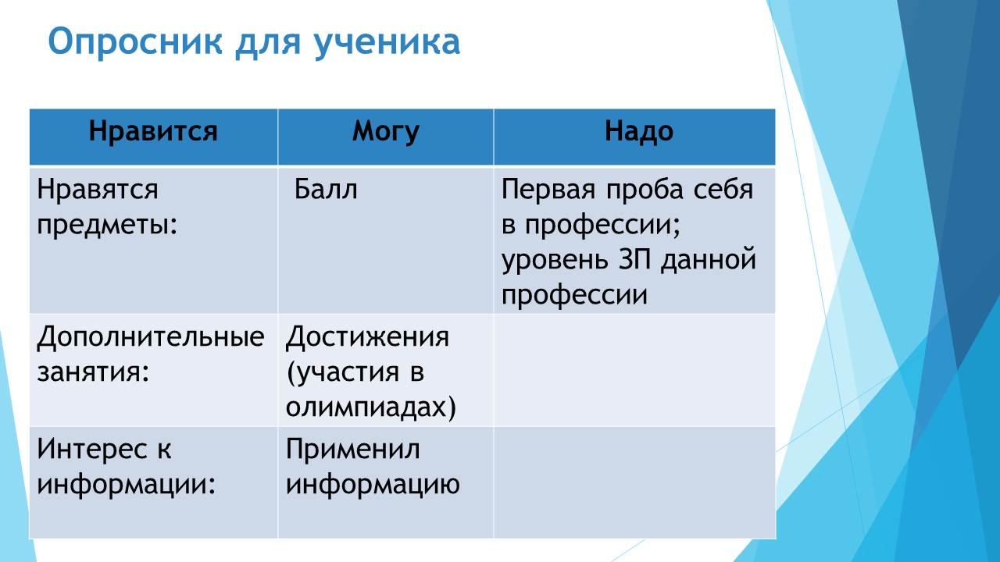 Опросник для ученика
Нравится
Могу
Надо
Нравятся
предметы:
Балл
Первая проба себя
в профессии;
уровень ЗП данной
профессии
Дополнительные
занятия:
Достижения
(участия в
олимпиадах)
Интерес к
информации:
Применил
информацию